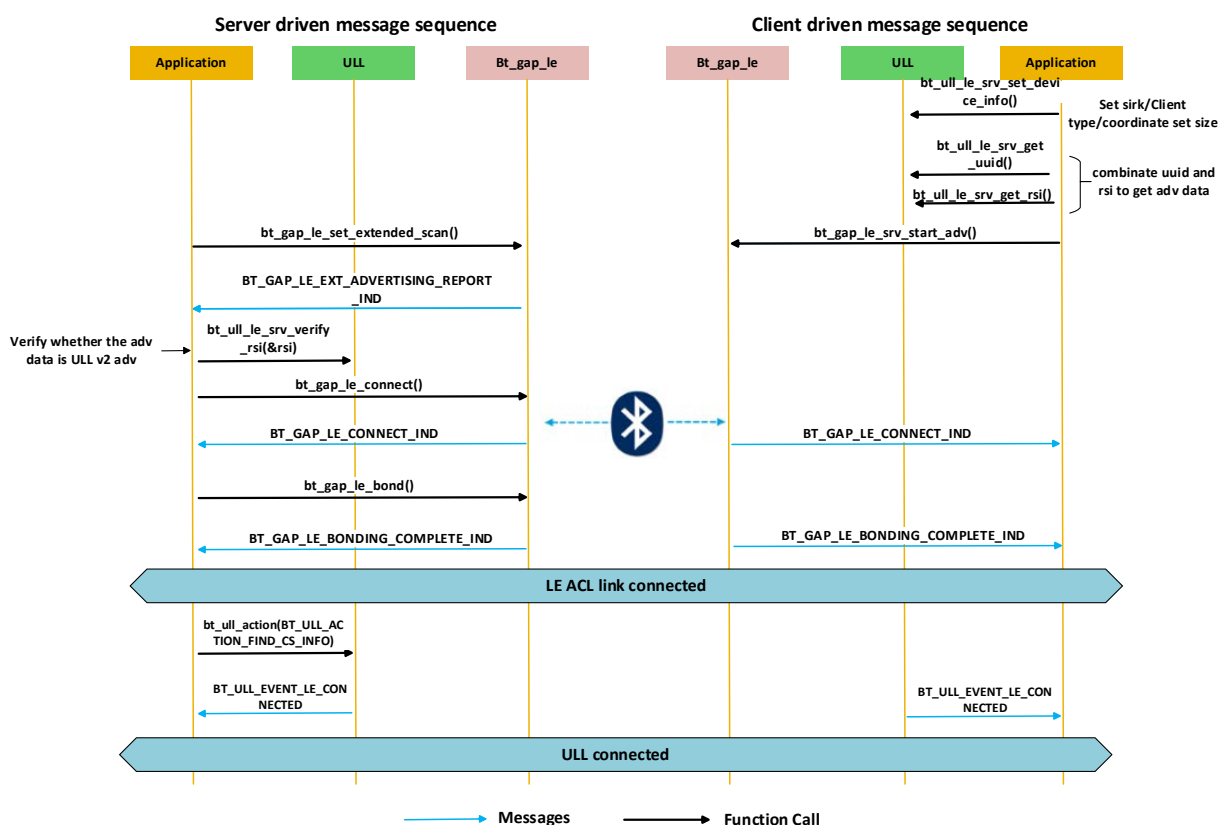 Server driven message sequence
Client driven message sequence
Application
ULL
Bt_gap_le
Bt_gap_le
ULL
Application
bt_ull_le_srv_set_devi
ce_info()
Set sirk/Client
type/coordinate set size
bt_ull_le_srv_get
_uuid()
combinate uuid and
rsi to get adv data
bt_ull_le_srv_get_rsi()
bt_gap_le_set_extended_scan()
bt_gap_le_srv_start_adv()
BT_GAP_LE_EXT_ADVERTISING_REPORT
_IND
Verify whether the adv
data is ULL v2 adv
bt_ull_le_srv_verify
_rsi(&rsi)
bt_gap_le_connect()
BT_GAP_LE_CONNECT_IND
BT_GAP_LE_CONNECT_IND
bt_gap_le_bond()
BT_GAP_LE_BONDING_COMPLETE_IND
BT_GAP_LE_BONDING_COMPLETE_IND
LE ACL link connected
bt_ull_action(BT_ULL_AC
TION_FIND_CS_INFO)
BT_ULL_EVENT_LE_CON
NECTED
BT_ULL_EVENT_LE_CON
NECTED
ULL connected
Messages
Function Call